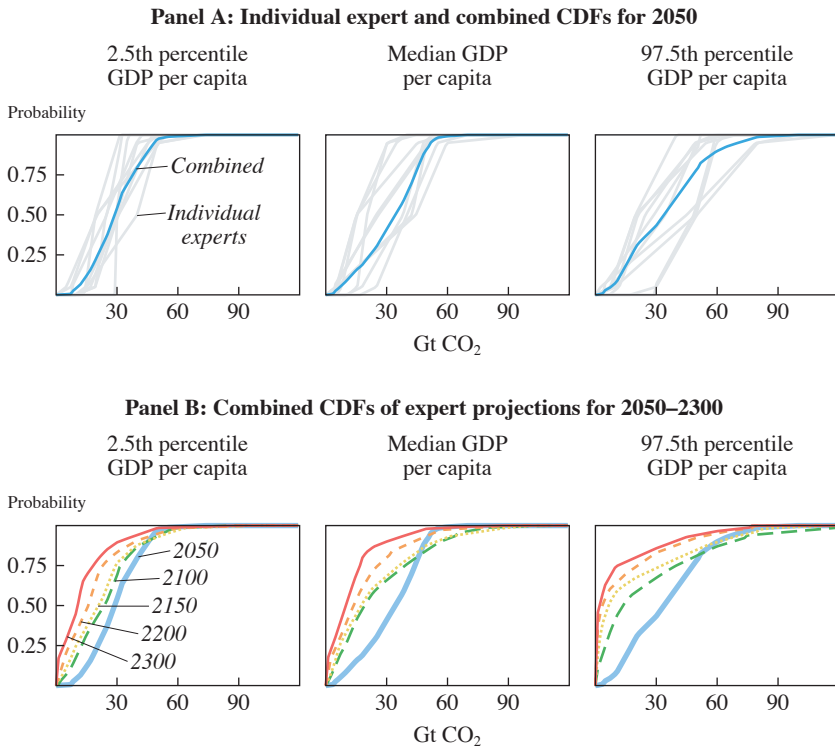 Panel A: Individual expert and combined CDFs for 2050
2.5th percentile
GDP per capita
Median GDP
per capita
97.5th percentile
GDP per capita
Probability
0.75
0.50
0.25
Combined
Individual
experts
30 60 90
30 60 90
30 60 90
Gt CO₂
Panel B: Combined CDFs of expert projections for 2050–2300
2.5th percentile
GDP per capita
Median GDP
per capita
97.5th percentile
GDP per capita
Probability
0.75
0.50
0.25
2050
2100
2150
2200
2300
30 60 90
30 60 90
30 60 90
Gt CO₂